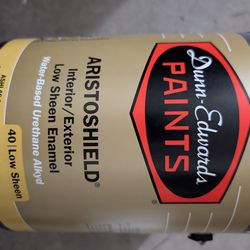 Dunn-Edwards
PAINTS
ARISTOSHIELD®
Interior/Exterior
Low Sheen Enamel
Water-Based Urethane Alkyd
40 / Low Sheen